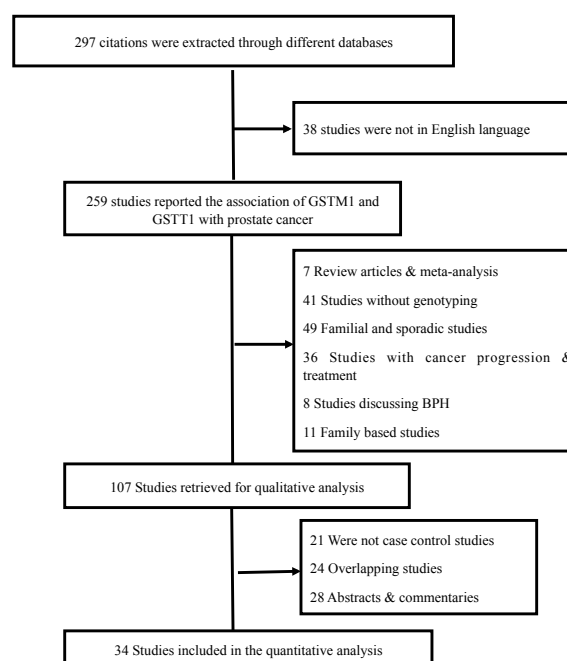 297 citations were extracted through different databases
38 studies were not in English language
259 studies reported the association of GSTM1 and
GSTT1 with prostate cancer
7 Review articles & meta-analysis
41 Studies without genotyping
49 Familial and sporadic studies
36 Studies with cancer progression &
treatment
8 Studies discussing BPH
11 Family based studies
107 Studies retrieved for qualitative analysis
21 Were not case control studies
24 Overlapping studies
28 Abstracts & commentaries
34 Studies included in the quantitative analysis